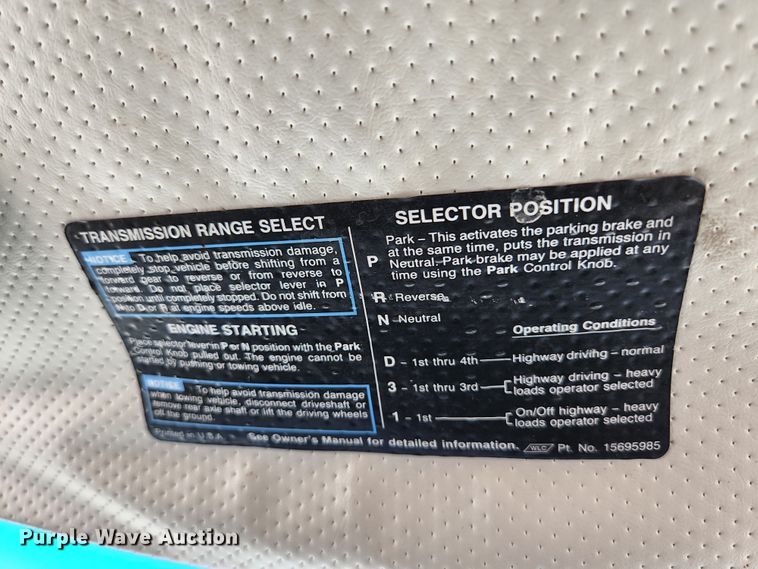 TRANSMISSION RANGE SELECT
NOTICE - To help avoid transmission damage,
completely stop vehicle before shifting from a
forward gear to reverse or from reverse to
forward. Do not place selector lever in P
position until completely stopped. Do not shift from
N to D or R at engine speeds above idle.
ENGINE STARTING
Place selector lever in P or N position with the Park
Control Knob pulled out. The engine cannot be
started by pushing or towing vehicle.
NOTICE - To help avoid transmission damage
when towing vehicle, disconnect driveshaft or
remove rear axle shaft or lift the driving wheels
off the ground.
Printed in U.S.A.
SELECTOR POSITION
P Park – This activates the parking brake and
at the same time, puts the transmission in
Neutral. Park brake may be applied at any
time using the Park Control Knob.
R – Reverse
N – Neutral
Operating Conditions
D – 1st thru 4th — Highway driving – normal
3 – 1st thru 3rd — Highway driving – heavy
loads operator selected
1 – 1st — On/Off highway – heavy
loads operator selected
See Owner's Manual for detailed information. WLC Pt. No. 15695985
Purple Wave Auction